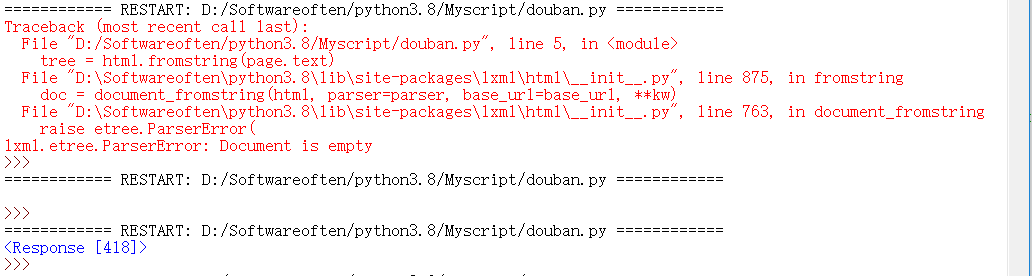 ============ RESTART: D:/Softwareoften/python3.8/Myscript/douban.py ============
Traceback (most recent call last):
  File "D:/Softwareoften/python3.8/Myscript/douban.py", line 5, in <module>
    tree = html.fromstring(page.text)
  File "D:\Softwareoften\python3.8\lib\site-packages\lxml\html\__init__.py", line 875, in fromstring
    doc = document_fromstring(html, parser=parser, base_url=base_url, **kw)
  File "D:\Softwareoften\python3.8\lib\site-packages\lxml\html\__init__.py", line 763, in document_fromstring
    raise etree.ParserError(
lxml.etree.ParserError: Document is empty
>>>
============ RESTART: D:/Softwareoften/python3.8/Myscript/douban.py ============
>>>
============ RESTART: D:/Softwareoften/python3.8/Myscript/douban.py ============
<Response [418]>
>>>